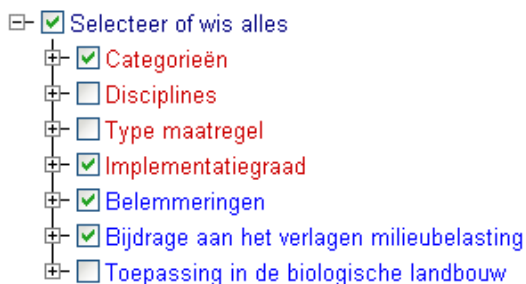 Selecteer of wis alles
Categorieën
Disciplines
Type maatregel
Implementatiegraad
Belemmeringen
Bijdrage aan het verlagen milieubelasting
Toepassing in de biologische landbouw